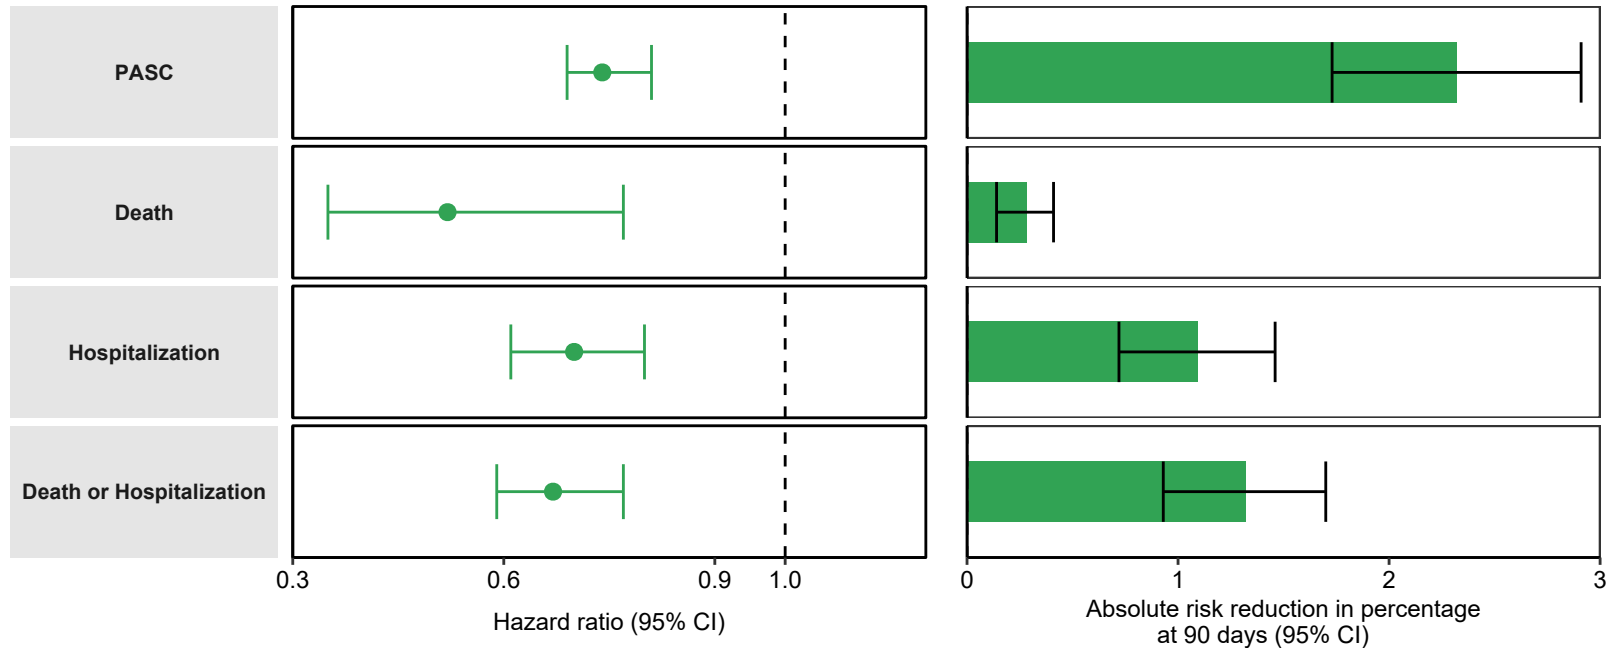 PASC
Death
Hospitalization
Death or Hospitalization
0.3 0.6 0.9 1.0
Hazard ratio (95% CI)
0 1 2 3
Absolute risk reduction in percentage
at 90 days (95% CI)